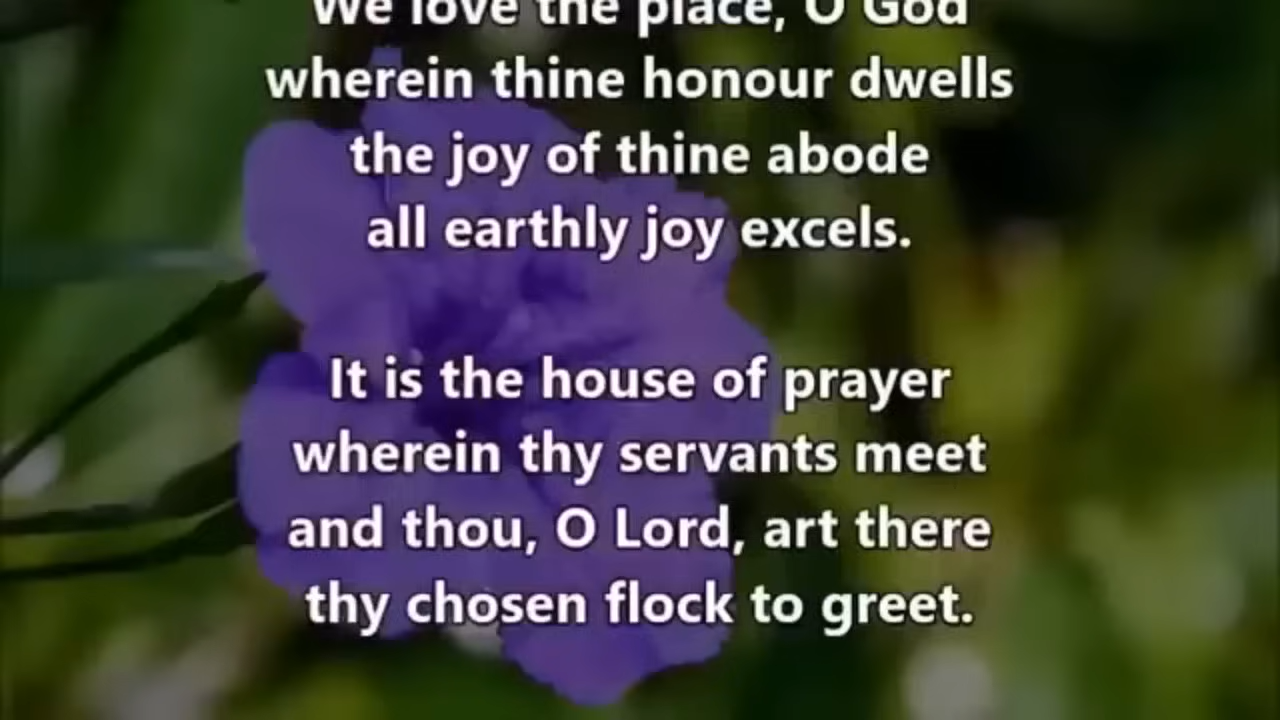 We love the place, O God
wherein thine honour dwells
the joy of thine abode
all earthly joy excels.
It is the house of prayer
wherein thy servants meet
and thou, O Lord, art there
thy chosen flock to greet.